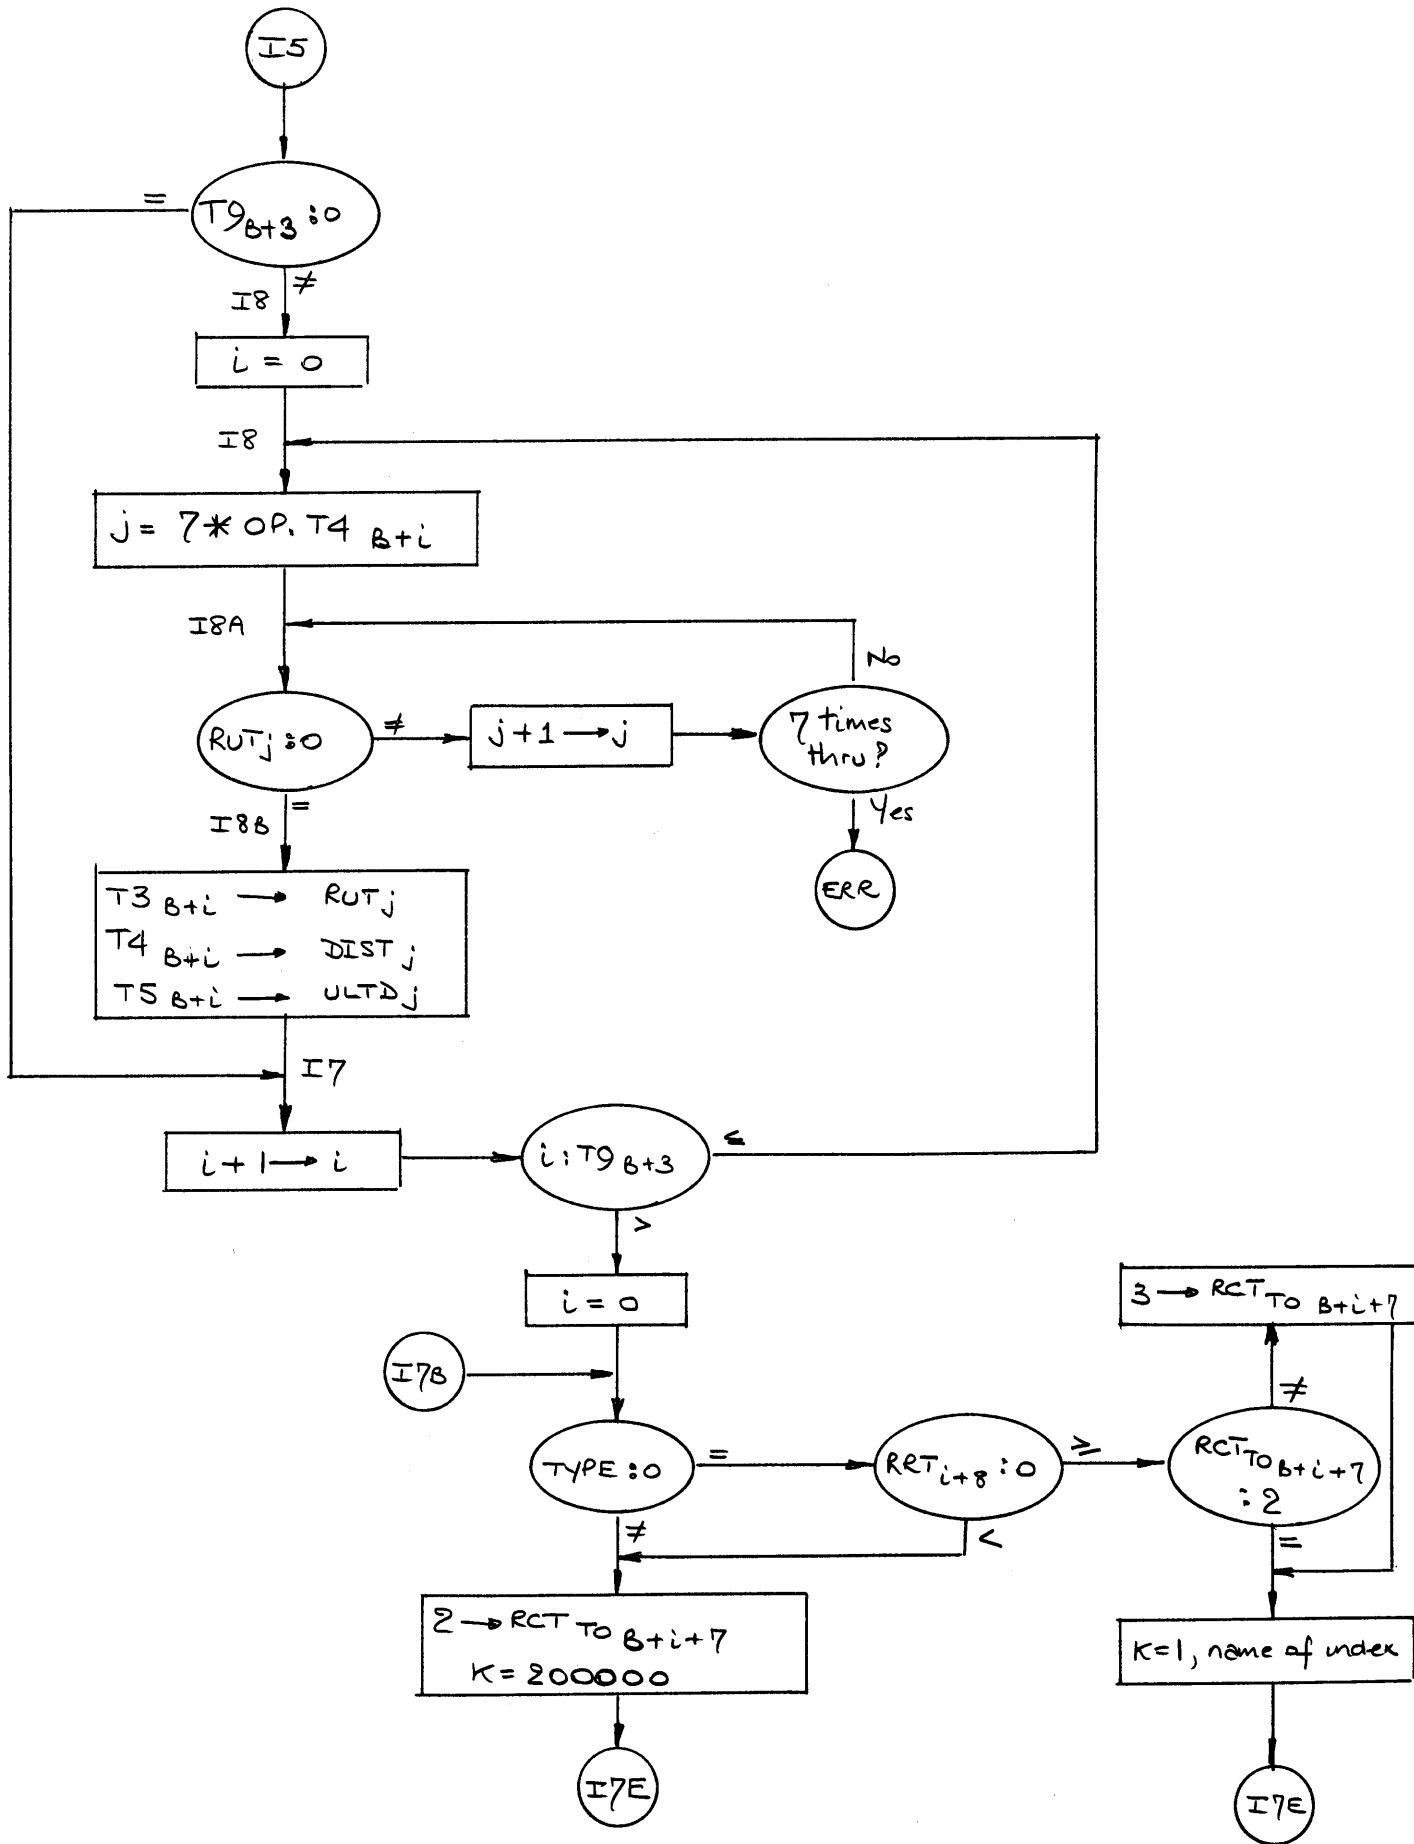 I5
T9B+3 : 0
=
≠
I8
i = 0
I8
j = 7 * OP. T4 B+i
I8A
No
RUTj : 0
≠
j+1 → j
7 times
thru?
=
Yes
I8B
ERR
T3 B+i → RUTj
T4 B+i → DISTj
T5 B+i → ULTDj
I7
i+1 → i
i : T9 B+3
≤
>
i = 0
3 → RCT TO B+i+7
I7B
≠
TYPE : 0
=
RRT i+8 : 0
≥
RCT TO B+i+7
: 2
≠
<
=
2 → RCT TO B+i+7
K = 200000
K=1, name of index
I7E
I7E